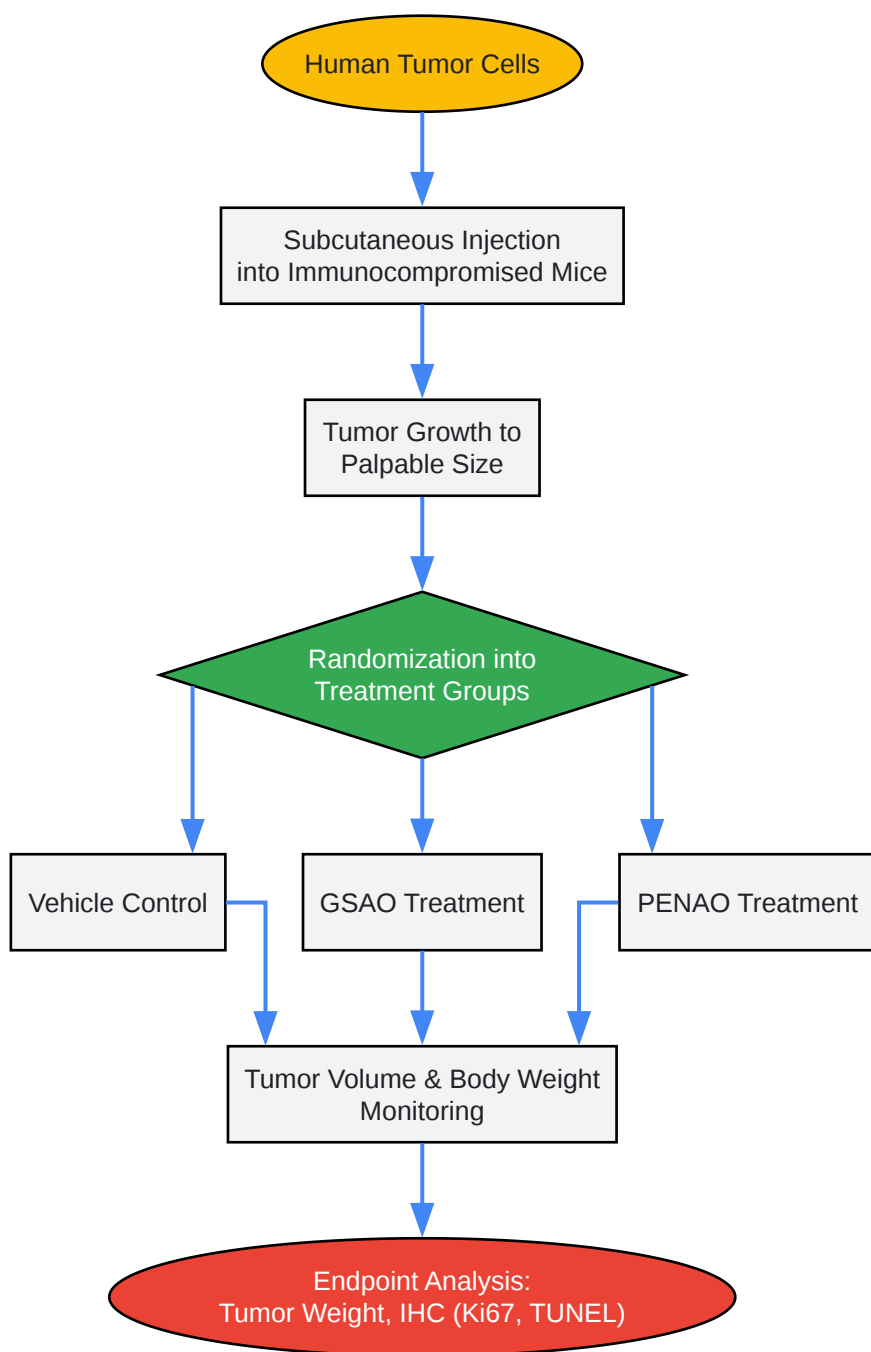 Human Tumor Cells
Subcutaneous Injection
into Immunocompromised Mice
Tumor Growth to
Palpable Size
Randomization into
Treatment Groups
Vehicle Control
GSAO Treatment
PENAO Treatment
Tumor Volume & Body Weight
Monitoring
Endpoint Analysis:
Tumor Weight, IHC (Ki67, TUNEL)